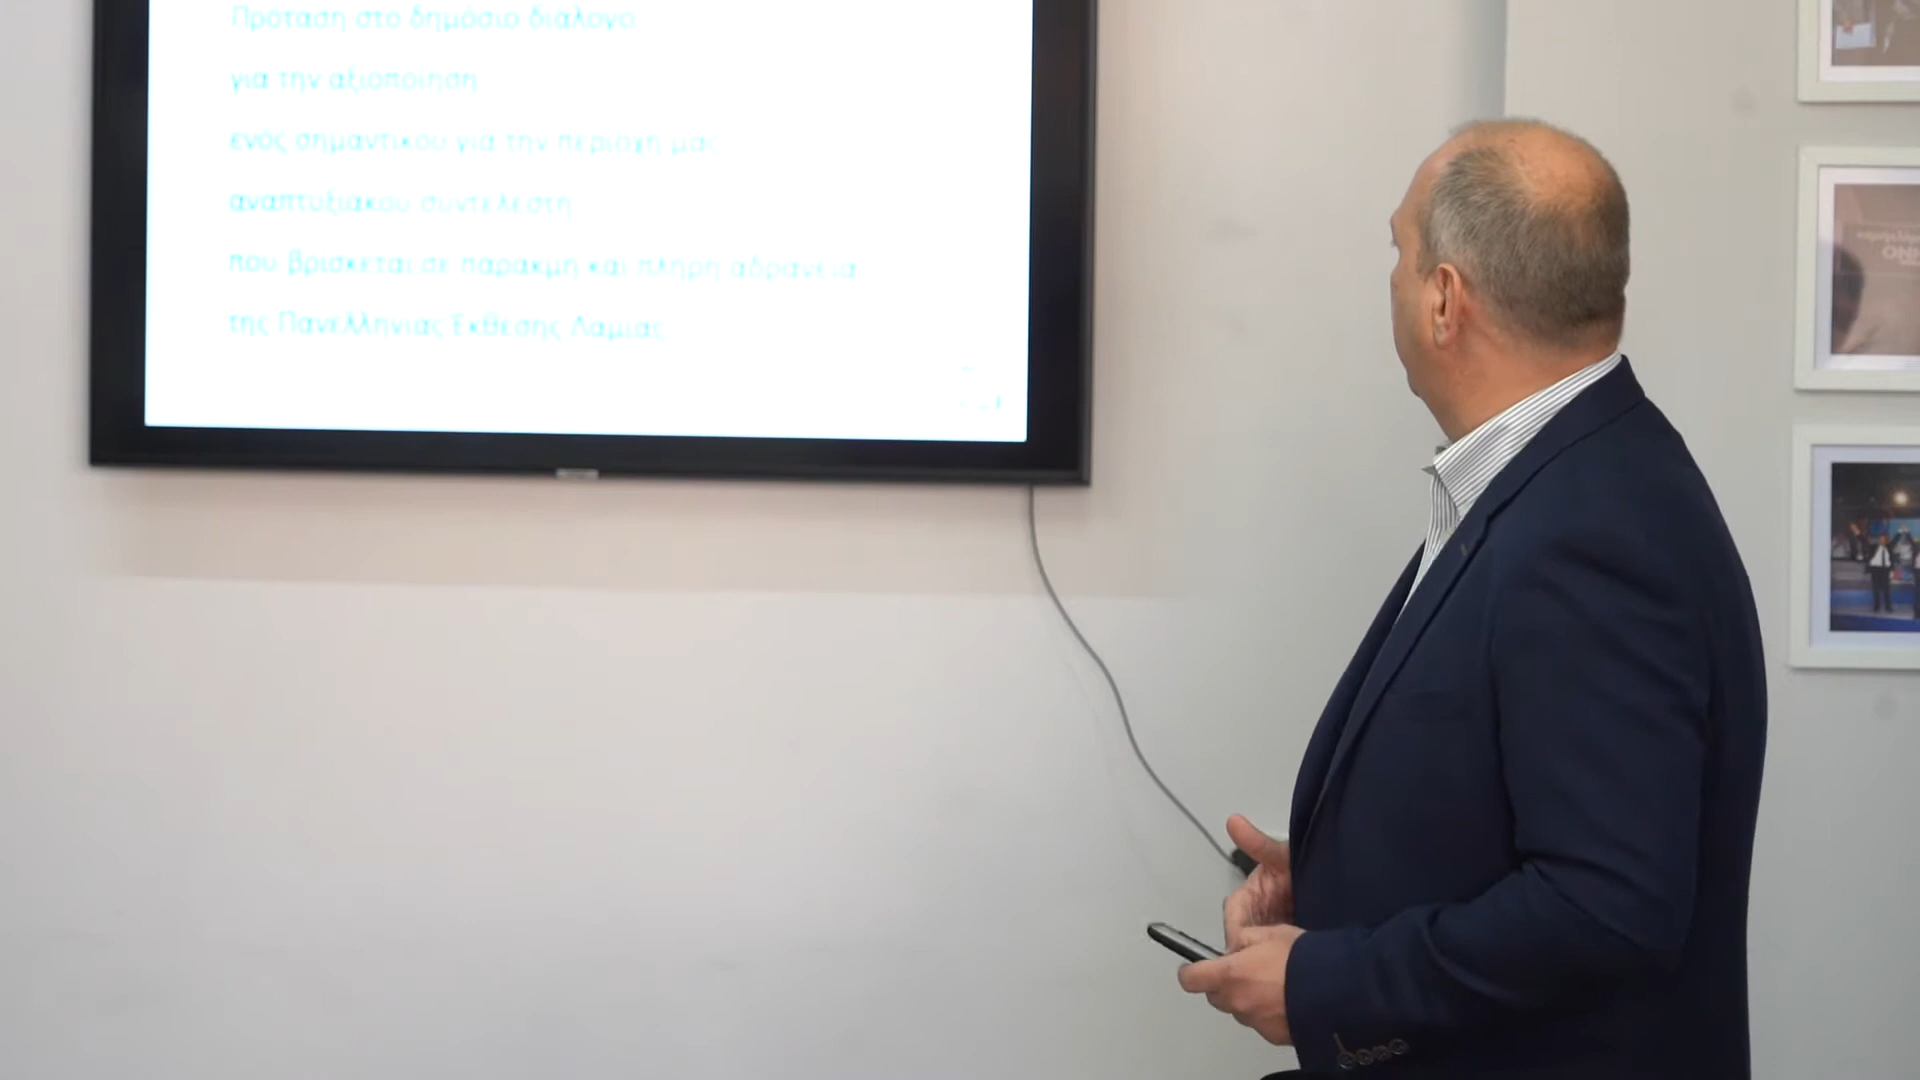 Πρόταση στο δημόσιο διάλογο
για την αξιοποίηση
ενός σημαντικού για την περιοχή μας
αναπτυξιακού συντελεστή
που βρίσκεται σε παρακμή και πλήρη αδράνεια
της Πανελλήνιας Έκθεσης Λαμίας